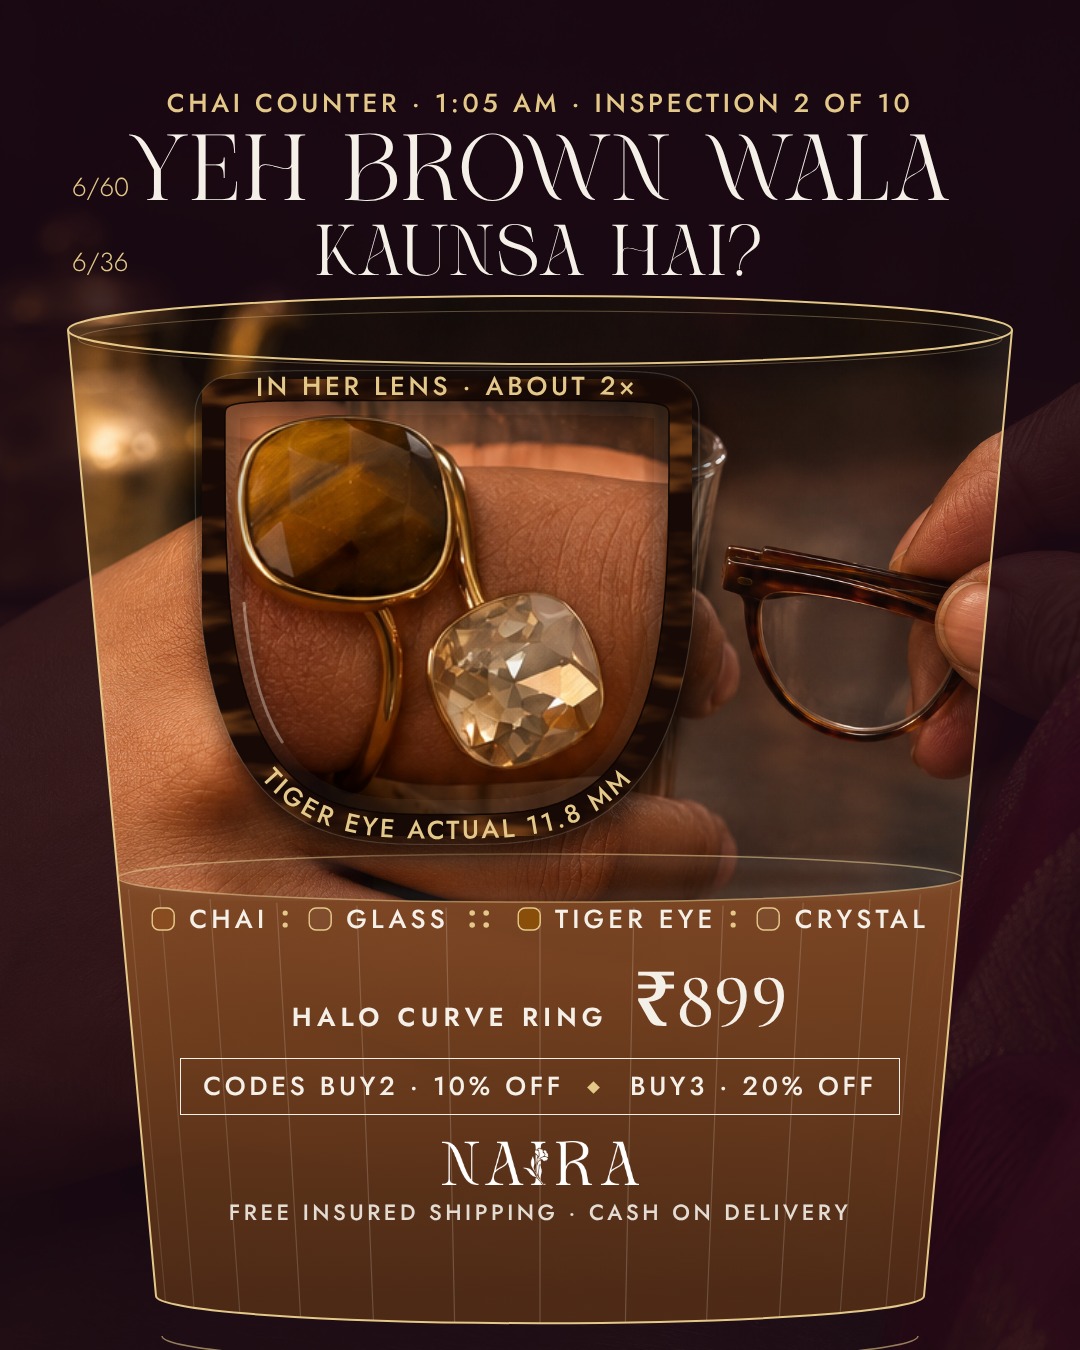 CHAI COUNTER · 1:05 AM · INSPECTION 2 OF 10
6/60 YEH BROWN WALA
6/36 KAUNSA HAI?
IN HER LENS · ABOUT 2×
TIGER EYE ACTUAL 11.8 MM
CHAI : GLASS :: TIGER EYE : CRYSTAL
HALO CURVE RING ₹899
CODES BUY2 · 10% OFF ◆ BUY3 · 20% OFF
NAIRA
FREE INSURED SHIPPING · CASH ON DELIVERY